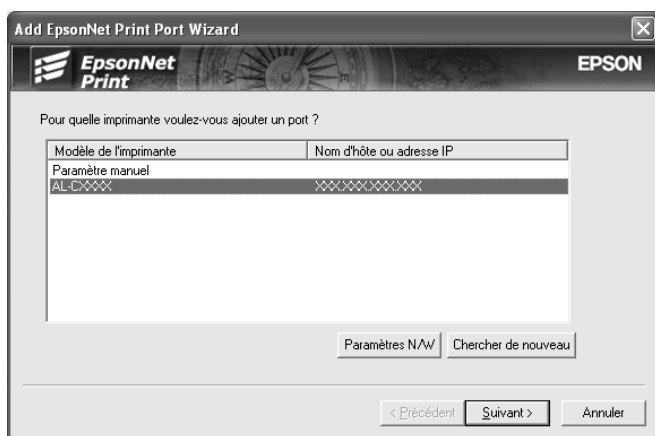 Add EpsonNet Print Port Wizard
EpsonNet
Print
EPSON
Pour quelle imprimante voulez-vous ajouter un port ?
Modèle de l'imprimante Nom d'hôte ou adresse IP
Paramètre manuel
AL-CXXXX XXX.XXX.XXX.XXX
Paramètres N/W Chercher de nouveau
< Précédent Suivant > Annuler